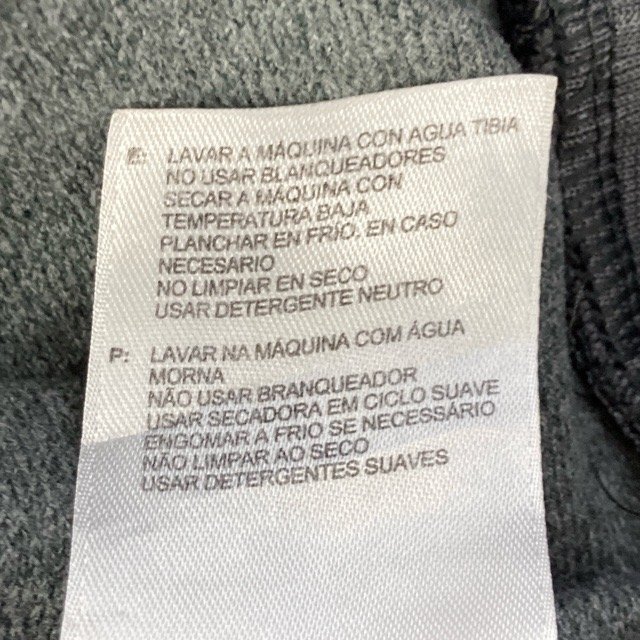 E: LAVAR A MÁQUINA CON AGUA TIBIA
NO USAR BLANQUEADORES
SECAR A MÁQUINA CON
TEMPERATURA BAJA
PLANCHAR EN FRÍO, EN CASO
NECESARIO
NO LIMPIAR EN SECO
USAR DETERGENTE NEUTRO
P: LAVAR NA MÁQUINA COM ÁGUA
MORNA
NÃO USAR BRANQUEADOR
USAR SECADORA EM CICLO SUAVE
ENGOMAR A FRIO SE NECESSÁRIO
NÃO LIMPAR AO SECO
USAR DETERGENTES SUAVES